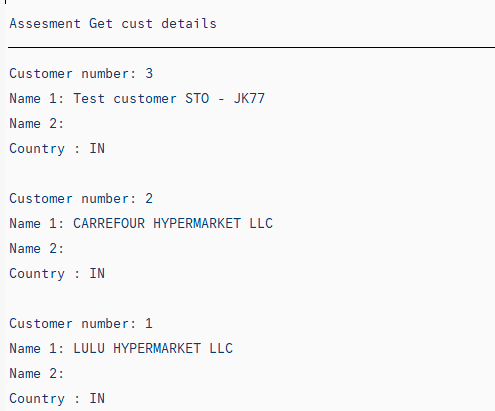 Assesment Get cust details
Customer number: 3
Name 1: Test customer STO - JK77
Name 2:
Country : IN
Customer number: 2
Name 1: CARREFOUR HYPERMARKET LLC
Name 2:
Country : IN
Customer number: 1
Name 1: LULU HYPERMARKET LLC
Name 2:
Country : IN